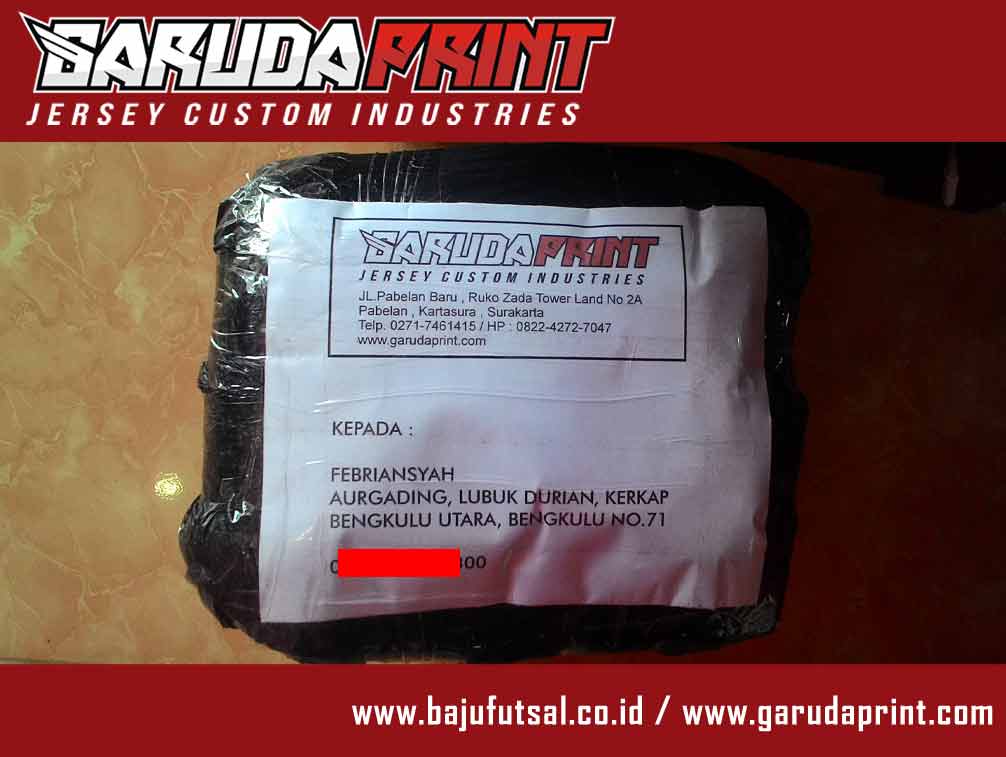 GARUDAPRINT
JERSEY CUSTOM INDUSTRIES
GARUDAPRINT
JERSEY CUSTOM INDUSTRIES
JL.Pabelan Baru , Ruko Zada Tower Land No 2A
Pabelan , Kartasura , Surakarta
Telp. 0271-7461415 / HP : 0822-4272-7047
www.garudaprint.com
KEPADA :
FEBRIANSYAH
AURGADING, LUBUK DURIAN, KERKAP
BENGKULU UTARA, BENGKULU NO.71
www.bajufutsal.co.id / www.garudaprint.com